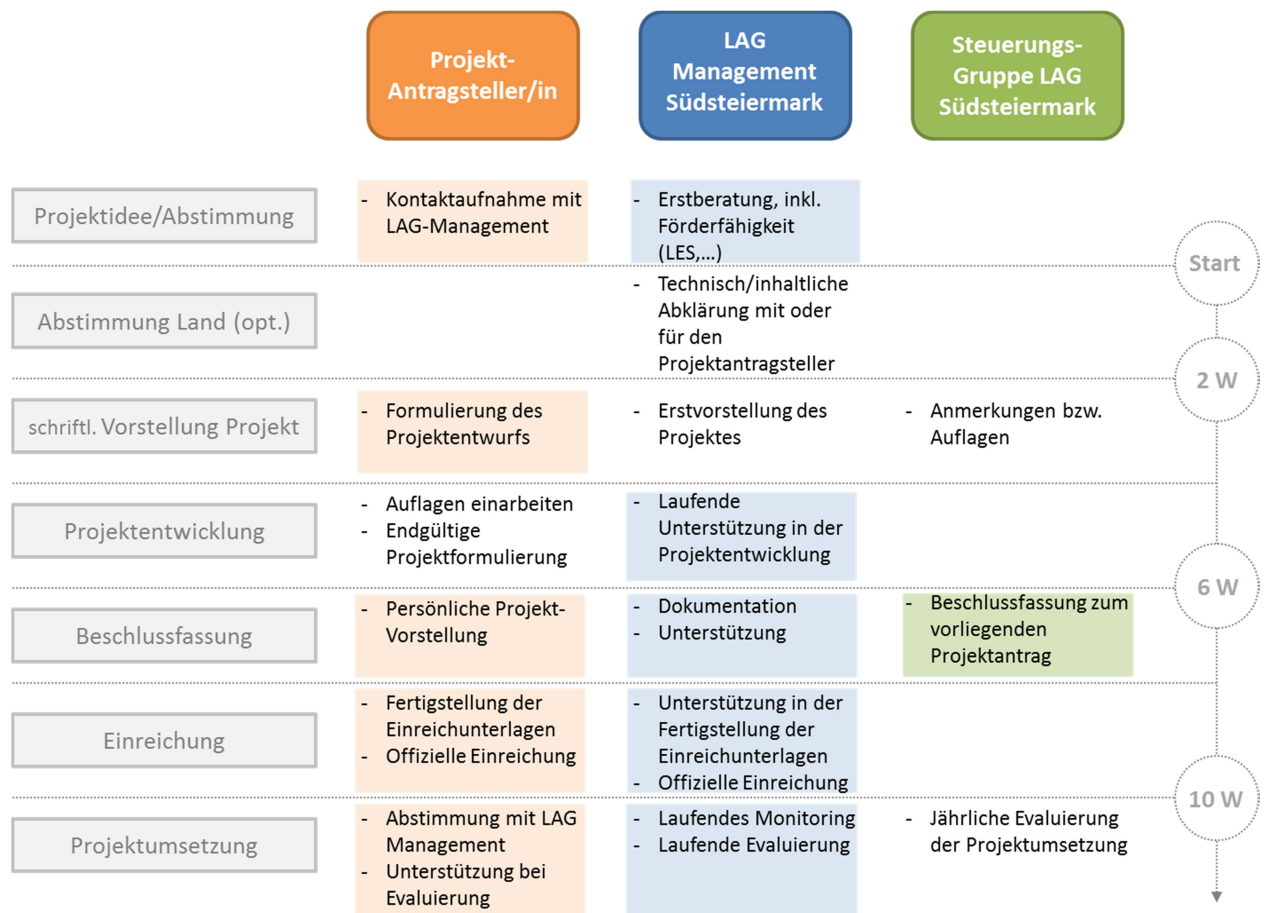 Projekt-
Antragsteller/in
LAG
Management
Südsteiermark
Steuerungs-
Gruppe LAG
Südsteiermark
Projektidee/Abstimmung
- Kontaktaufnahme mit
LAG-Management
- Erstberatung, inkl.
Förderfähigkeit
(LES,...)
Start
Abstimmung Land (opt.)
- Technisch/inhaltliche
Abklärung mit oder
für den
Projektantragsteller
2 W
schriftl. Vorstellung Projekt
- Formulierung des
Projektentwurfs
- Erstvorstellung des
Projektes
- Anmerkungen bzw.
Auflagen
Projektentwicklung
- Auflagen einarbeiten
- Endgültige
Projektformulierung
- Laufende
Unterstützung in der
Projektentwicklung
6 W
Beschlussfassung
- Persönliche Projekt-
Vorstellung
- Dokumentation
- Unterstützung
- Beschlussfassung zum
vorliegenden
Projektantrag
Einreichung
- Fertigstellung der
Einreichunterlagen
- Offizielle Einreichung
- Unterstützung in der
Fertigstellung der
Einreichunterlagen
- Offizielle Einreichung
10 W
Projektumsetzung
- Abstimmung mit LAG
Management
- Unterstützung bei
Evaluierung
- Laufendes Monitoring
- Laufende Evaluierung
- Jährliche Evaluierung
der Projektumsetzung